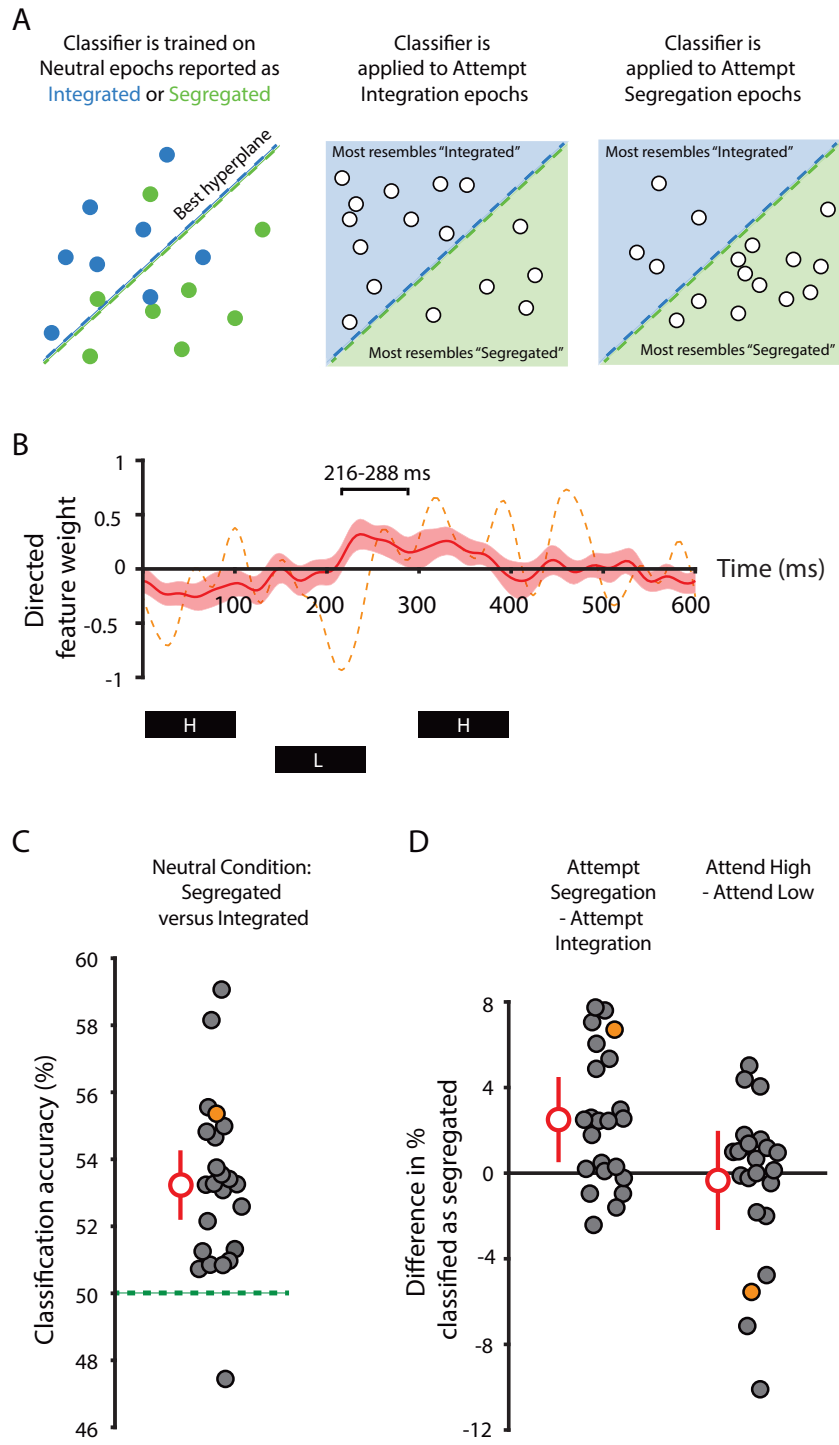 A
Classifier is trained on
Neutral epochs reported as
Integrated or Segregated
Best hyperplane
Classifier is
applied to Attempt
Integration epochs
Most resembles “Integrated”
Most resembles “Segregated”
Classifier is
applied to Attempt
Segregation epochs
Most resembles “Integrated”
Most resembles “Segregated”
B
Directed
feature weight
1
0.5
0
-0.5
-1
216-288 ms
Time (ms)
100
200
300
400
500
600
H
L
H
C
Neutral Condition:
Segregated
versus Integrated
Classification accuracy (%)
60
58
56
54
52
50
48
46
D
Attempt
Segregation
- Attempt
Integration
Attend High
- Attend Low
Difference in %
classified as segregated
8
4
0
-4
-8
-12